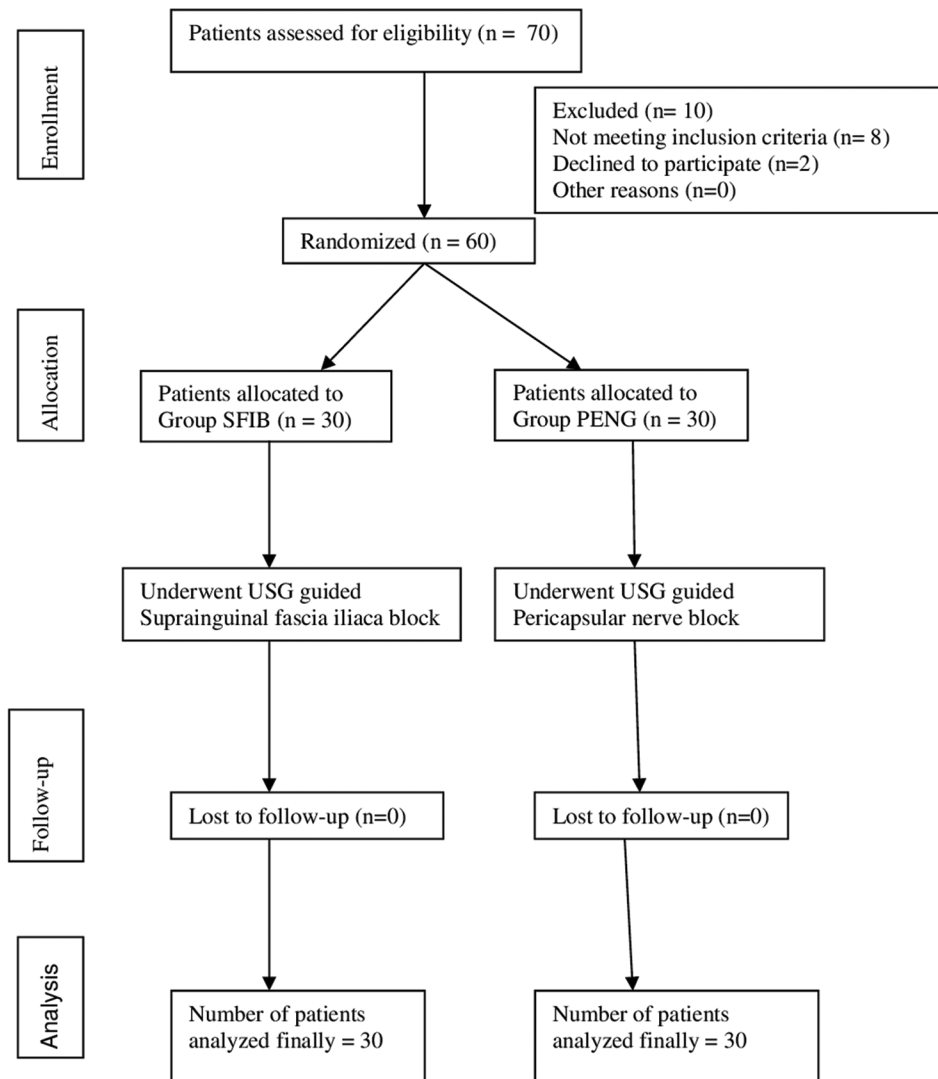 Enrollment
Patients assessed for eligibility (n = 70)
Excluded (n= 10)
Not meeting inclusion criteria (n= 8)
Declined to participate (n=2)
Other reasons (n=0)
Randomized (n = 60)
Allocation
Patients allocated to
Group SFIB (n = 30)
Patients allocated to
Group PENG (n = 30)
Underwent USG guided
Suprainguinal fascia iliaca block
Underwent USG guided
Pericapsular nerve block
Follow-up
Lost to follow-up (n=0)
Lost to follow-up (n=0)
Analysis
Number of patients
analyzed finally = 30
Number of patients
analyzed finally = 30